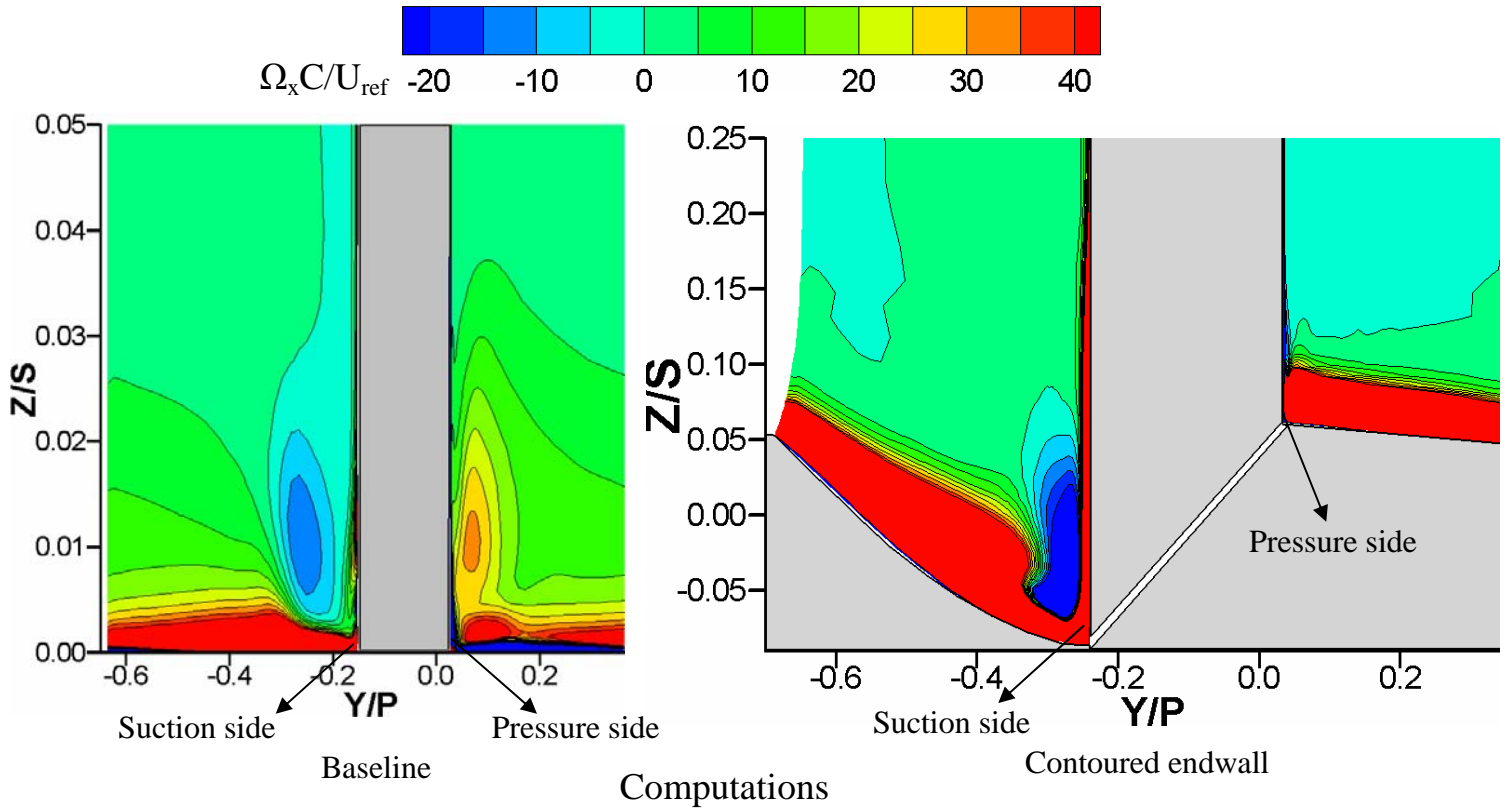 ΩₓC/U_ref -20 -10 0 10 20 30 40
0.05
0.04
0.03
0.02
0.01
0.00
Z/S
-0.6 -0.4 -0.2 0.0 0.2
Y/P
Suction side
Pressure side
Baseline
0.25
0.20
0.15
0.10
0.05
0.00
-0.05
Z/S
Pressure side
-0.6 -0.4 -0.2 0.0 0.2
Y/P
Suction side
Contoured endwall
Computations